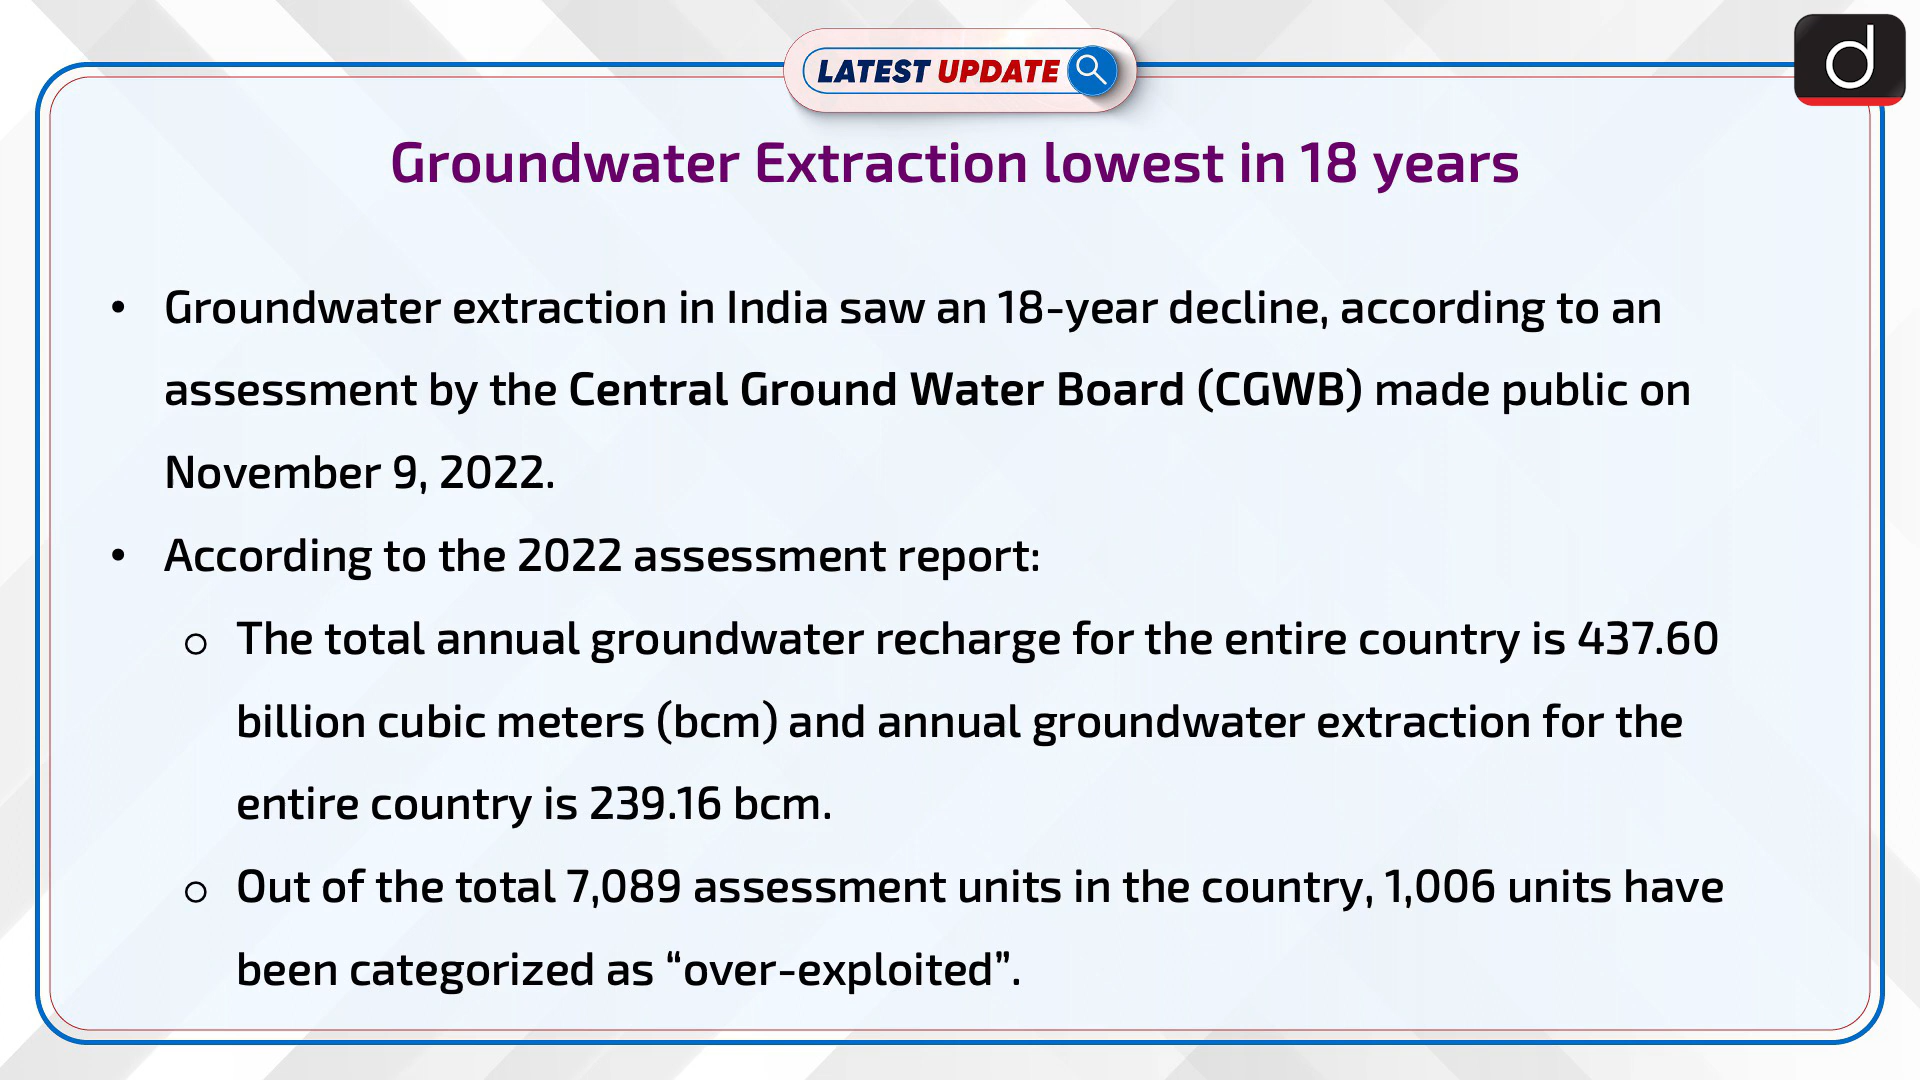 LATEST UPDATE
d
Groundwater Extraction lowest in 18 years
• Groundwater extraction in India saw an 18-year decline, according to an
assessment by the Central Ground Water Board (CGWB) made public on
November 9, 2022.
• According to the 2022 assessment report:
o The total annual groundwater recharge for the entire country is 437.60
billion cubic meters (bcm) and annual groundwater extraction for the
entire country is 239.16 bcm.
o Out of the total 7,089 assessment units in the country, 1,006 units have
been categorized as “over-exploited”.